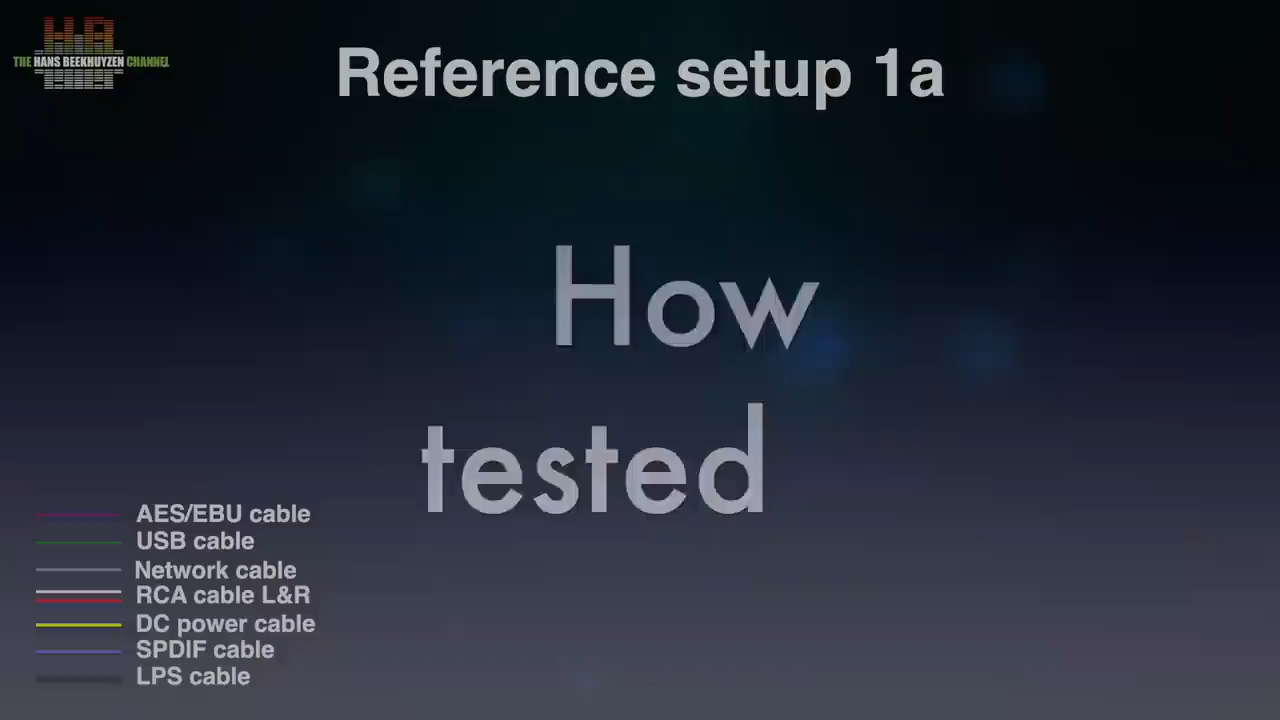 THE HANS BEEKHUYZEN CHANNEL
Reference setup 1a
How
tested
AES/EBU cable
USB cable
Network cable
RCA cable L&R
DC power cable
SPDIF cable
LPS cable